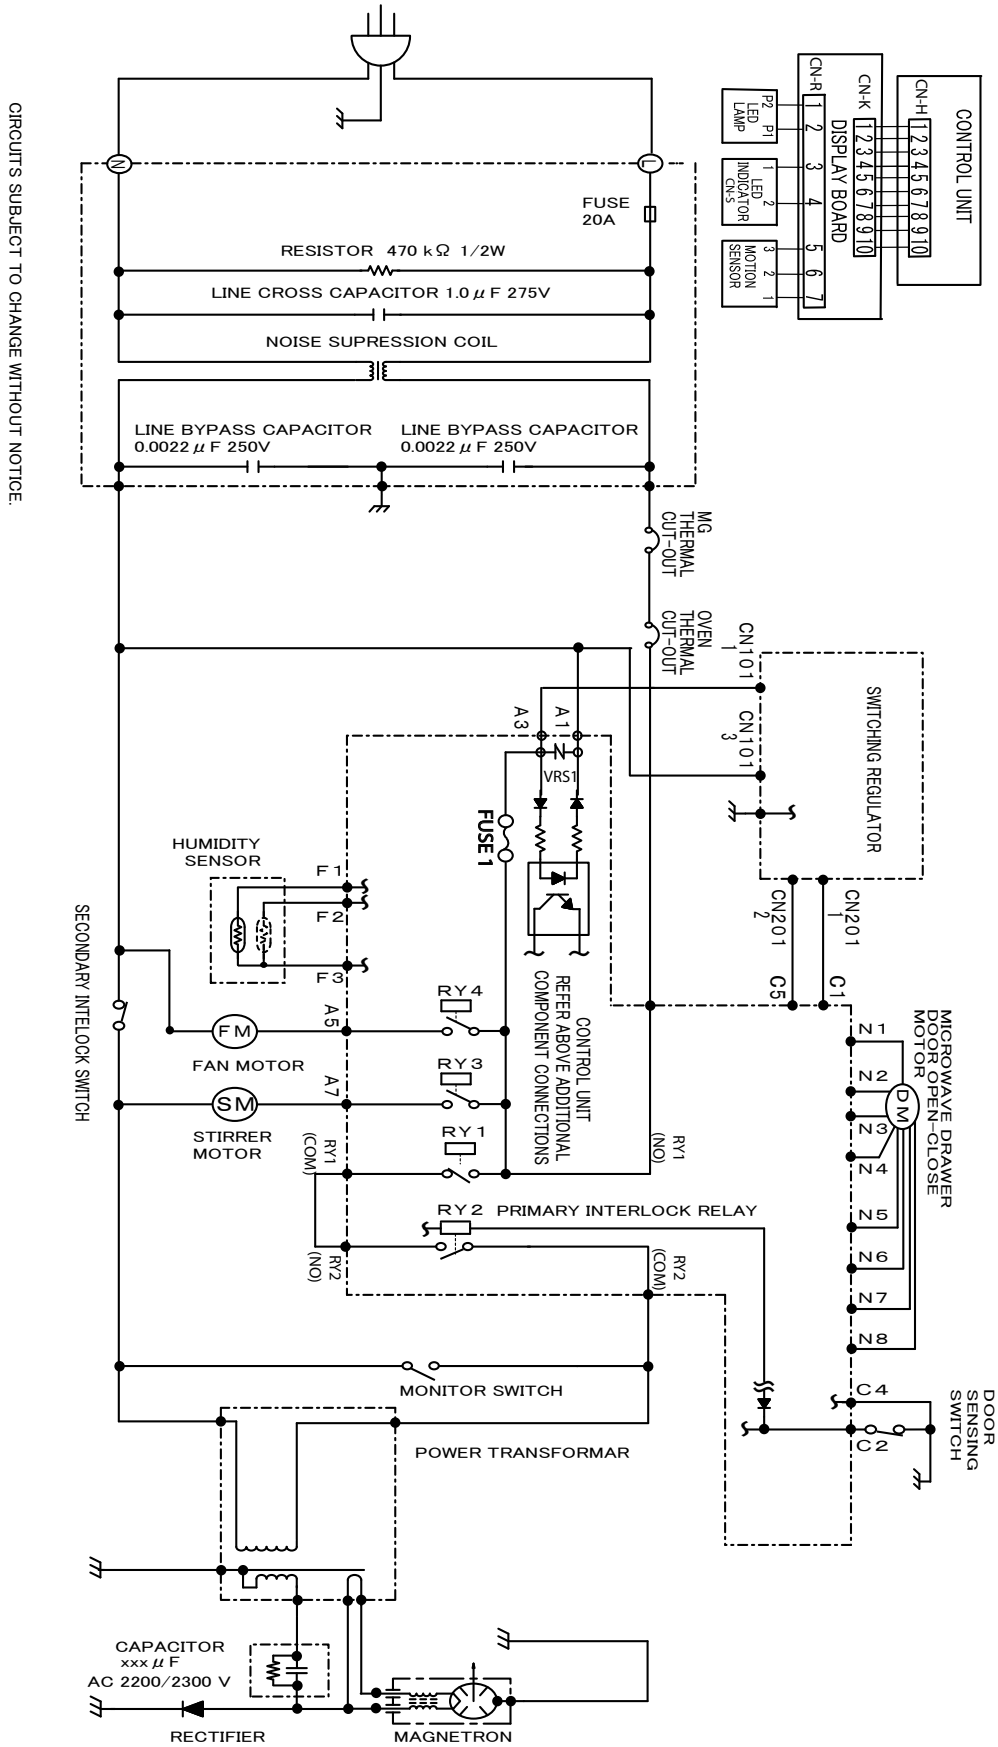 CONTROL UNIT
CN-H
1 2 3 4 5 6 7 8 9 10
CN-K
1 2 3 4 5 6 7 8 9 10
DISPLAY BOARD
CN-R
1 2 3 4 5 6 7
P2 P1
LED
LAMP
1 2
LED
INDICATOR
CN-S
3 2 1
MOTION
SENSOR
CIRCUITS SUBJECT TO CHANGE WITHOUT NOTICE.
N
L
FUSE
20A
RESISTOR 470 kΩ 1/2W
LINE CROSS CAPACITOR 1.0 μF 275V
NOISE SUPRESSION COIL
LINE BYPASS CAPACITOR
0.0022 μF 250V
LINE BYPASS CAPACITOR
0.0022 μF 250V
MG
THERMAL
CUT-OUT
OVEN
THERMAL
CUT-OUT
CN101
1
CN101
3
SWITCHING REGULATOR
CN201
2
CN201
1
C5
C1
A3
A1
VRS1
FUSE1
HUMIDITY
SENSOR
F1
F2
F3
CONTROL UNIT
REFER ABOVE ADDITIONAL
COMPONENT CONNECTIONS
SECONDARY INTELOCK SWITCH
A5
RY4
FM
FAN MOTOR
A7
RY3
SM
STIRRER
MOTOR
RY1
RY1
(COM)
RY1
(NO)
RY2 PRIMARY INTERLOCK RELAY
RY2
(NO)
RY2
(COM)
MICROWAVE DRAWER
DOOR OPEN-CLOSE
MOTOR
DM
N1
N2
N3
N4
N5
N6
N7
N8
C4
C2
DOOR
SENSING
SWITCH
MONITOR SWITCH
POWER TRANSFORMAR
CAPACITOR
xxx μF
AC 2200/2300 V
RECTIFIER
MAGNETRON